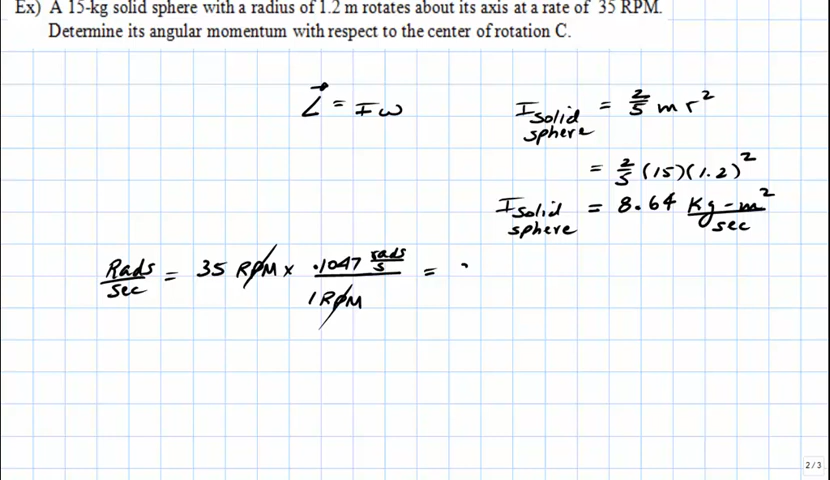 Ex) A 15-kg solid sphere with a radius of 1.2 m rotates about its axis at a rate of 35 RPM.
Determine its angular momentum with respect to the center of rotation C.
L⃗ = Iω
I solid sphere = 2/5 m r²
= 2/5 (15)(1.2)²
I solid sphere = 8.64 Kg-m²/sec
Rads/sec = 35 RPM × .1047 rads/s / 1 RPM =
2/3